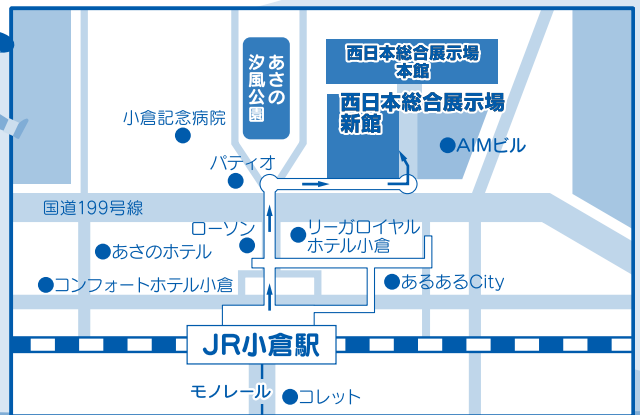 西日本総合展示場
本館
あさの
汐風公園
西日本総合展示場
新館
小倉記念病院
AIMビル
パティオ
国道199号線
ローソン
リーガロイヤル
ホテル小倉
あさのホテル
コンフォートホテル小倉
あるあるCity
JR小倉駅
モノレール
コレット